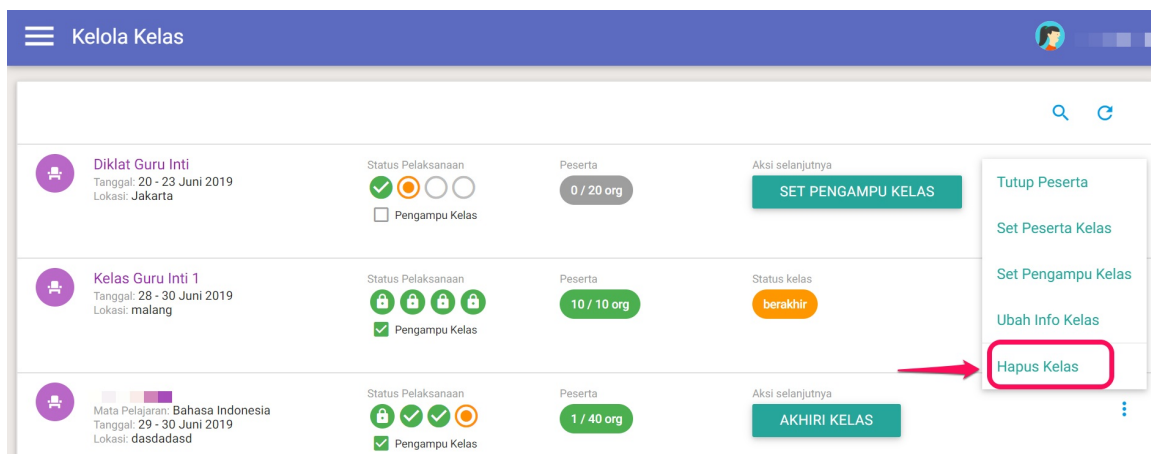 Kelola Kelas
Diklat Guru Inti
Tanggal: 20 - 23 Juni 2019
Lokasi: Jakarta
Status Pelaksanaan
Pengampu Kelas
Peserta
0 / 20 org
Aksi selanjutnya
SET PENGAMPU KELAS
Kelas Guru Inti 1
Tanggal: 28 - 30 Juni 2019
Lokasi: malang
Status Pelaksanaan
Pengampu Kelas
Peserta
10 / 10 org
Status kelas
berakhir
Mata Pelajaran: Bahasa Indonesia
Tanggal: 29 - 30 Juni 2019
Lokasi: dasdadasd
Status Pelaksanaan
Pengampu Kelas
Peserta
1 / 40 org
Aksi selanjutnya
AKHIRI KELAS
Tutup Peserta
Set Peserta Kelas
Set Pengampu Kelas
Ubah Info Kelas
Hapus Kelas